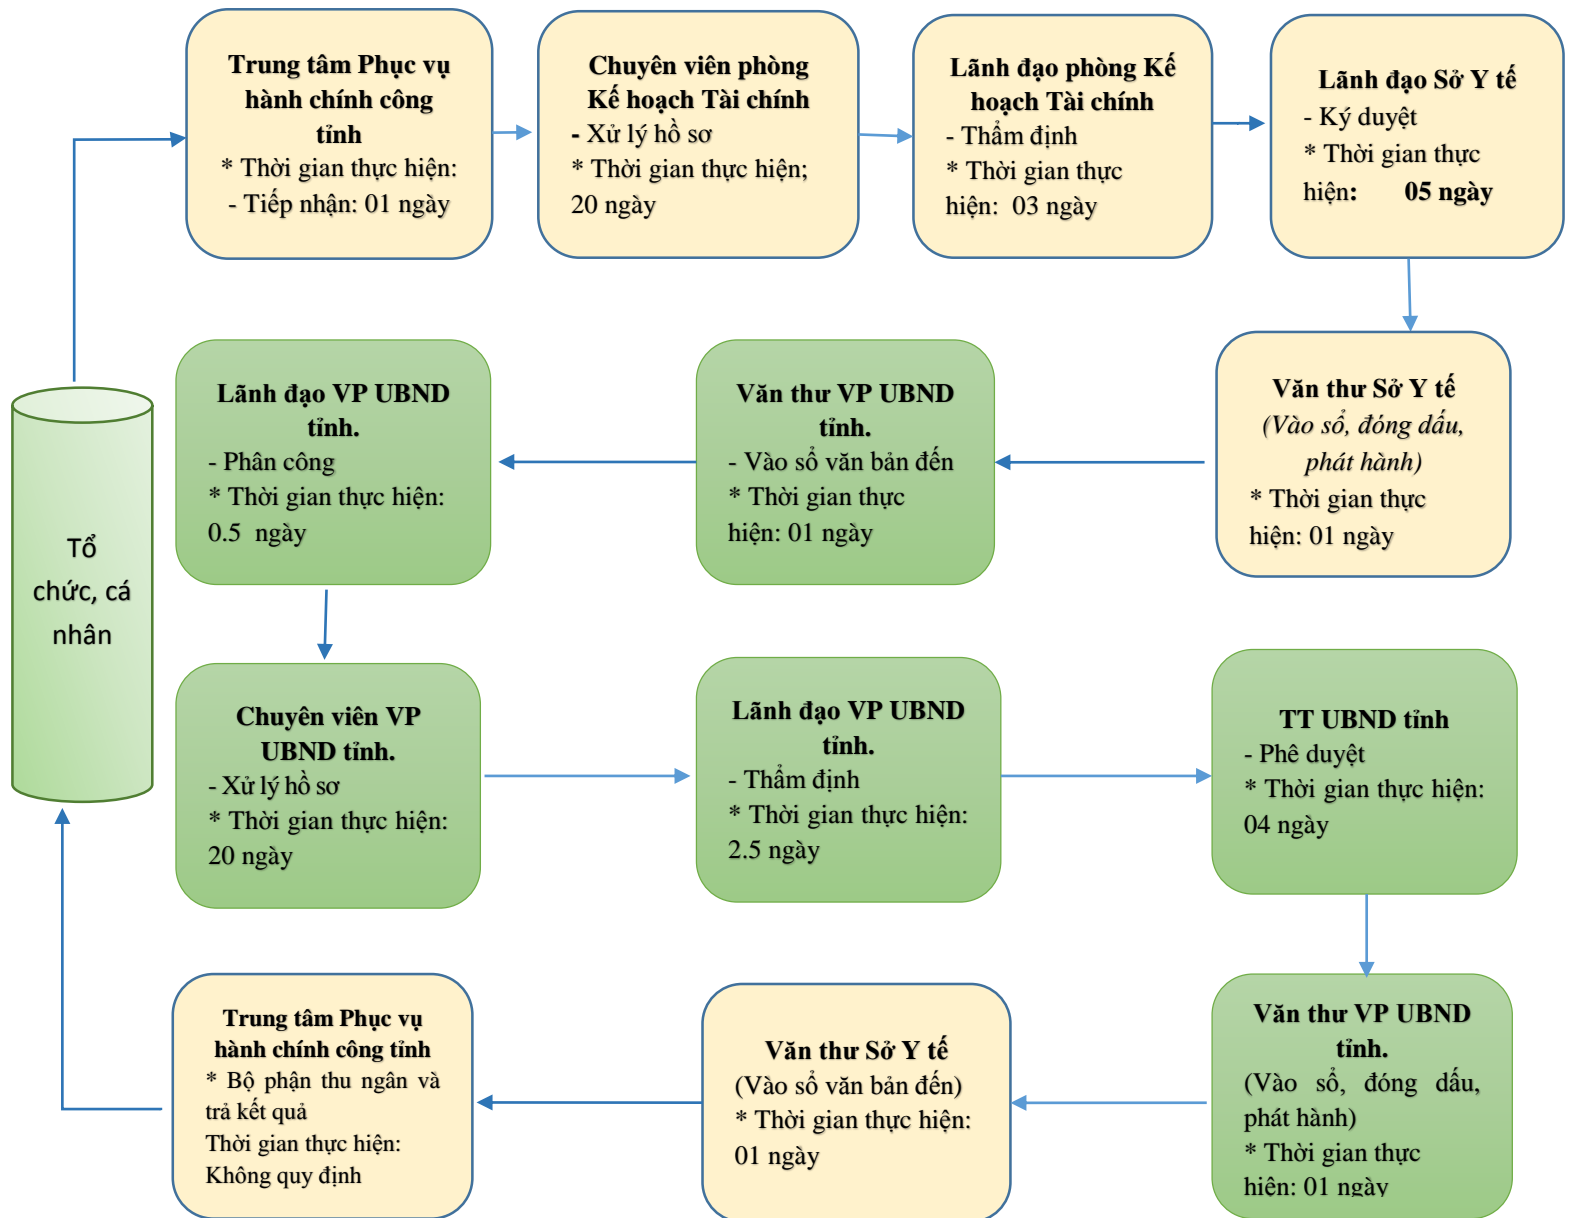 Trung tâm Phục vụ
hành chính công
tỉnh
* Thời gian thực hiện:
- Tiếp nhận: 01 ngày
Chuyên viên phòng
Kế hoạch Tài chính
- Xử lý hồ sơ
* Thời gian thực hiện;
20 ngày
Lãnh đạo phòng Kế
hoạch Tài chính
- Thẩm định
* Thời gian thực
hiện: 03 ngày
Lãnh đạo Sở Y tế
- Ký duyệt
* Thời gian thực
hiện: 05 ngày
Văn thư Sở Y tế
(Vào sổ, đóng dấu,
phát hành)
* Thời gian thực
hiện: 01 ngày
Văn thư VP UBND
tỉnh.
- Vào sổ văn bản đến
* Thời gian thực
hiện: 01 ngày
Lãnh đạo VP UBND
tỉnh.
- Phân công
* Thời gian thực hiện:
0.5 ngày
Tổ
chức, cá
nhân
Chuyên viên VP
UBND tỉnh.
- Xử lý hồ sơ
* Thời gian thực hiện:
20 ngày
Lãnh đạo VP UBND
tỉnh.
- Thẩm định
* Thời gian thực hiện:
2.5 ngày
TT UBND tỉnh
- Phê duyệt
* Thời gian thực hiện:
04 ngày
Văn thư VP UBND
tỉnh.
(Vào sổ, đóng dấu,
phát hành)
* Thời gian thực
hiện: 01 ngày
Văn thư Sở Y tế
(Vào sổ văn bản đến)
* Thời gian thực hiện:
01 ngày
Trung tâm Phục vụ
hành chính công tỉnh
* Bộ phận thu ngân và
trả kết quả
Thời gian thực hiện:
Không quy định